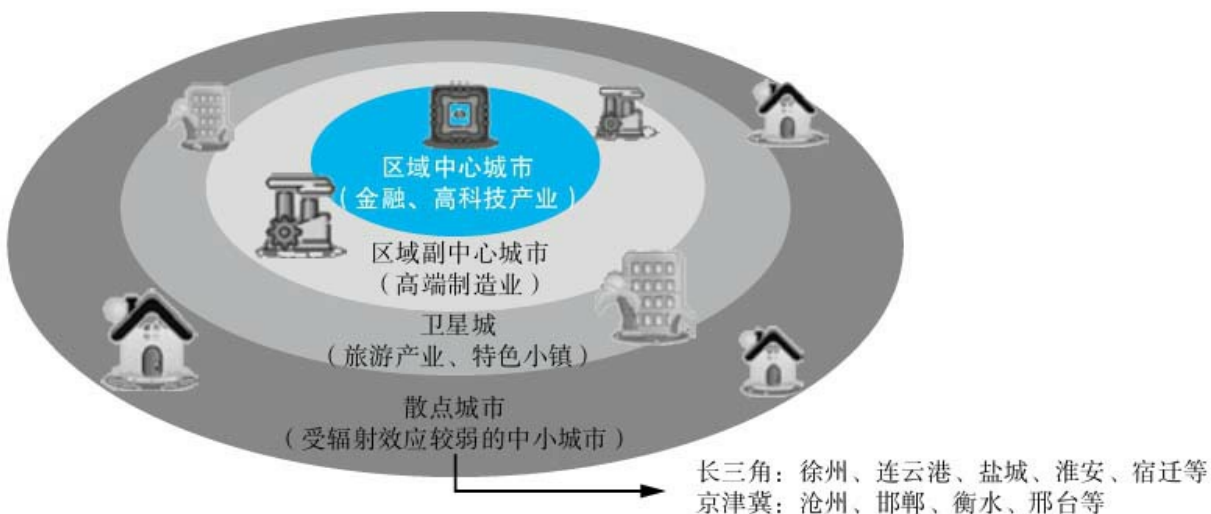 区域中心城市
（金融、高科技产业）
区域副中心城市
（高端制造业）
卫星城
（旅游产业、特色小镇）
散点城市
（受辐射效应较弱的中小城市）
长三角：徐州、连云港、盐城、淮安、宿迁等
京津冀：沧州、邯郸、衡水、邢台等